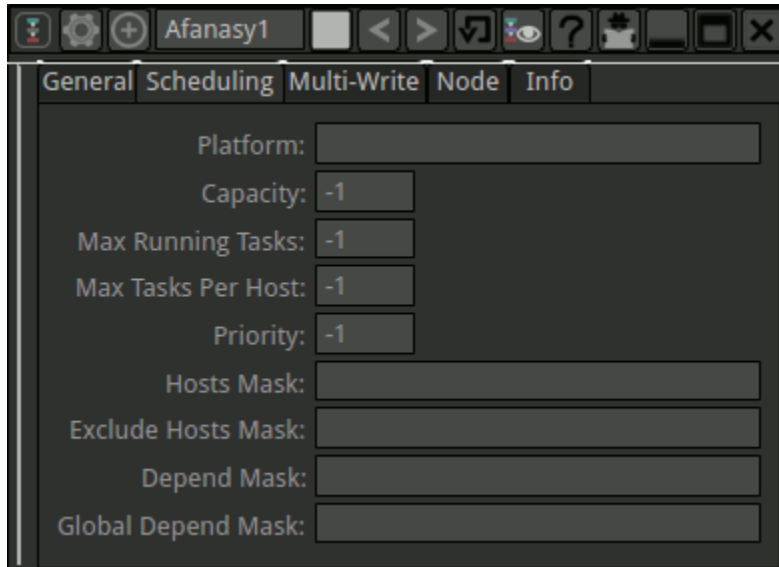 Afanasy1 < > ?
General Scheduling Multi-Write Node Info
Platform:
Capacity: -1
Max Running Tasks: -1
Max Tasks Per Host: -1
Priority: -1
Hosts Mask:
Exclude Hosts Mask:
Depend Mask:
Global Depend Mask: